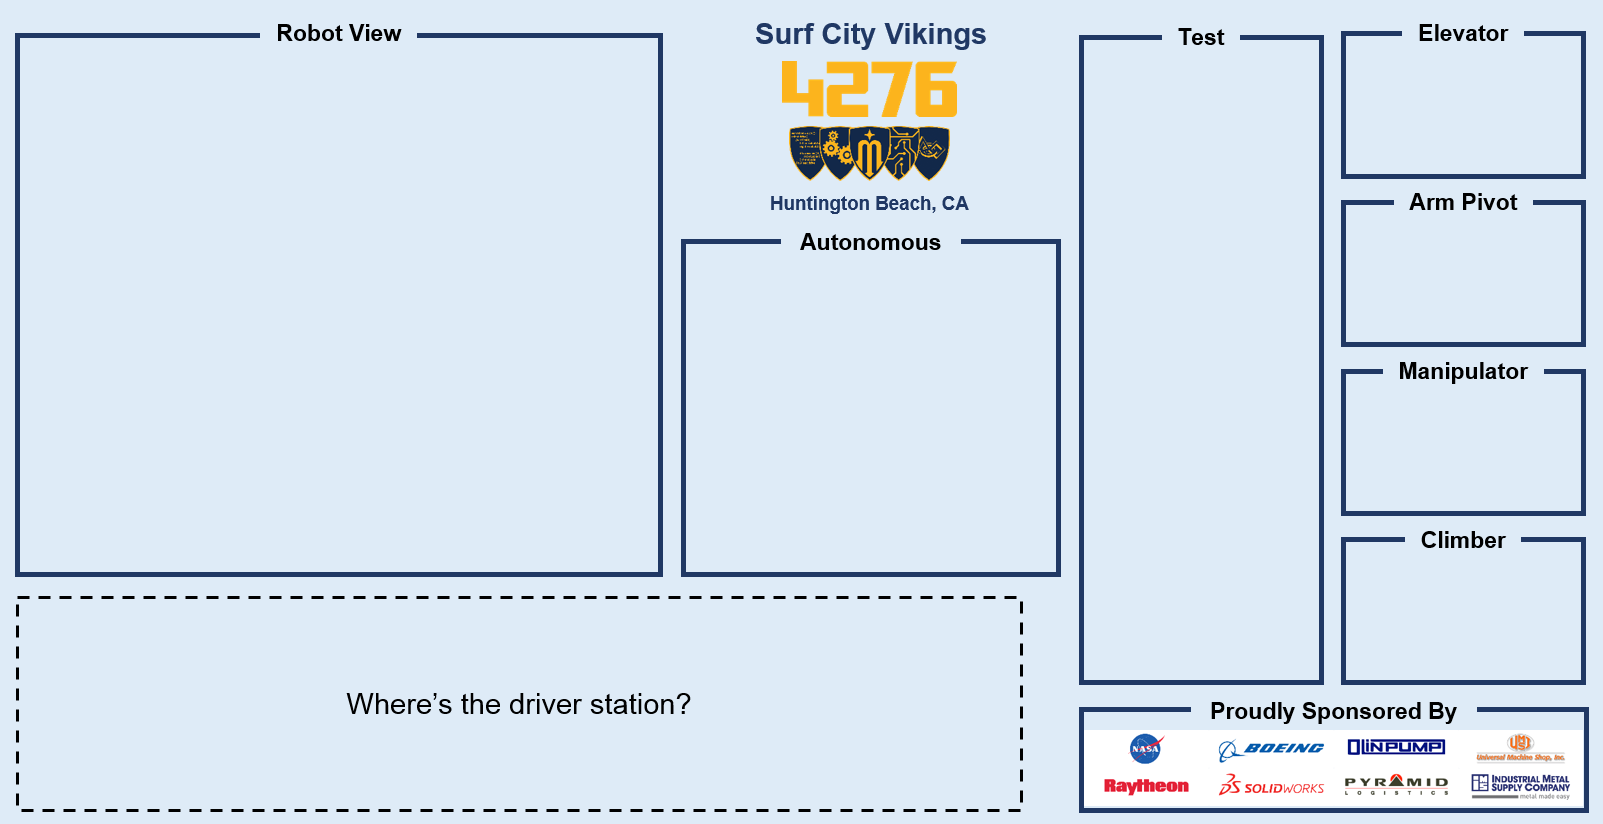 Robot View
Surf City Vikings
4276
Huntington Beach, CA
Autonomous
Test
Elevator
Arm Pivot
Manipulator
Climber
Where's the driver station?
Proudly Sponsored By
NASA
BOEING
OLINPUMP
Universal Machine Shop, Inc.
Raytheon
SOLIDWORKS
PYRAMID
LOGISTICS
INDUSTRIAL METAL
SUPPLY COMPANY
metal made easy